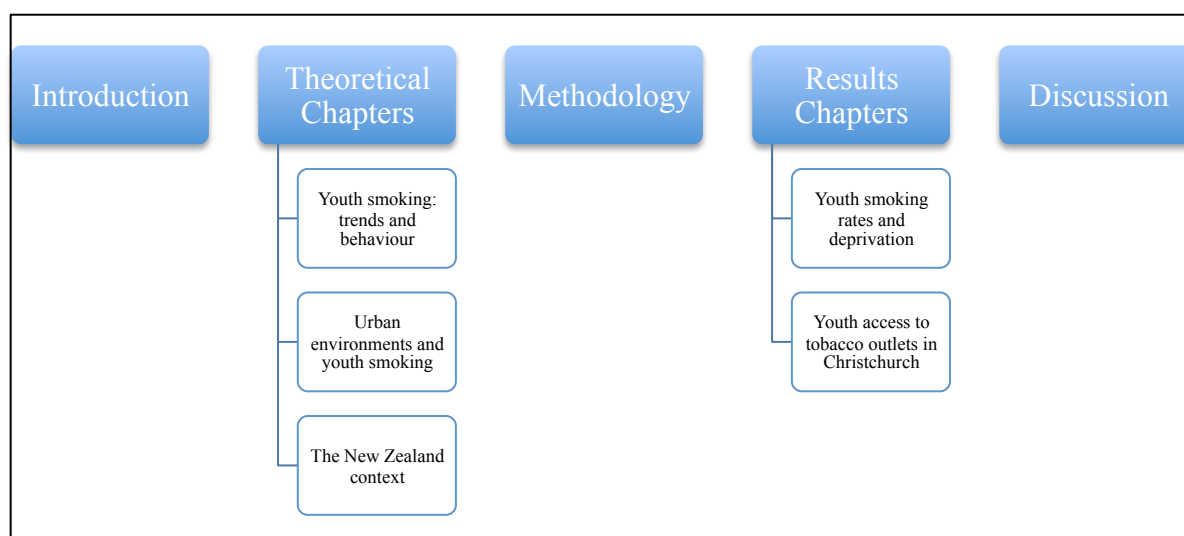 Introduction
Theoretical
Chapters
Youth smoking:
trends and
behaviour
Urban
environments and
youth smoking
The New Zealand
context
Methodology
Results
Chapters
Youth smoking
rates and
deprivation
Youth access to
tobacco outlets in
Christchurch
Discussion